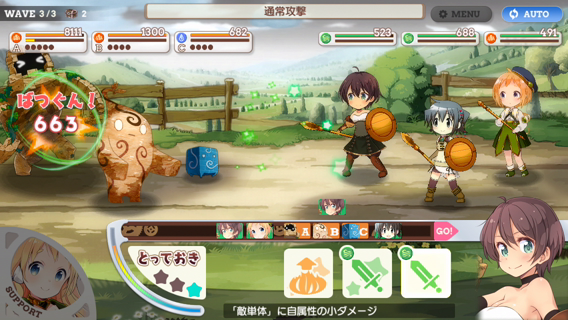 WAVE 3/3 2
通常攻撃
MENU
AUTO
8111
A
1300
B
682
C
523
688
491
ばつぐん!
663
A B C GO!
とっておき
SUPPORT
「敵単体」に自属性の小ダメージ